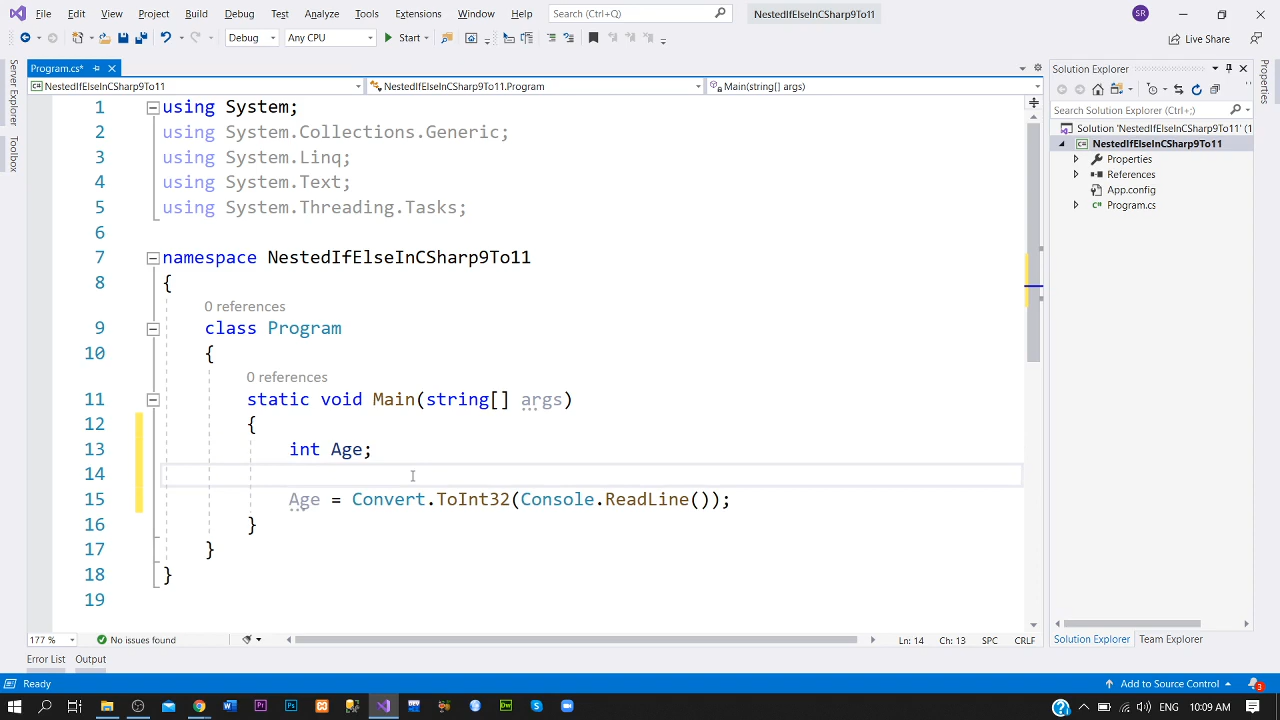 File Edit View Project Build Debug Test Analyze Tools Extensions Window Help Search (Ctrl+Q) NestedIfElseInCSharp9To11 SR
Debug Any CPU Start Live Share
Server Explorer
Toolbox
Program.cs*
NestedIfElseInCSharp9To11 NestedIfElseInCSharp9To11.Program Main(string[] args)
1 using System;
2 using System.Collections.Generic;
3 using System.Linq;
4 using System.Text;
5 using System.Threading.Tasks;
6
7 namespace NestedIfElseInCSharp9To11
8 {
0 references
9 class Program
10 {
0 references
11 static void Main(string[] args)
12 {
13 int Age;
14
15 Age = Convert.ToInt32(Console.ReadLine());
16 }
17 }
18 }
19
177 % No issues found Ln: 14 Ch: 13 SPC CRLF
Solution Explorer
Search Solution Explorer (Ctrl+;)
Solution 'NestedIfElseInCSharp9To11' (1
NestedIfElseInCSharp9To11
Properties
References
App.config
Program.cs
Solution Explorer Team Explorer
Properties
Error List Output
Ready Add to Source Control 3
ENG 10:09 AM